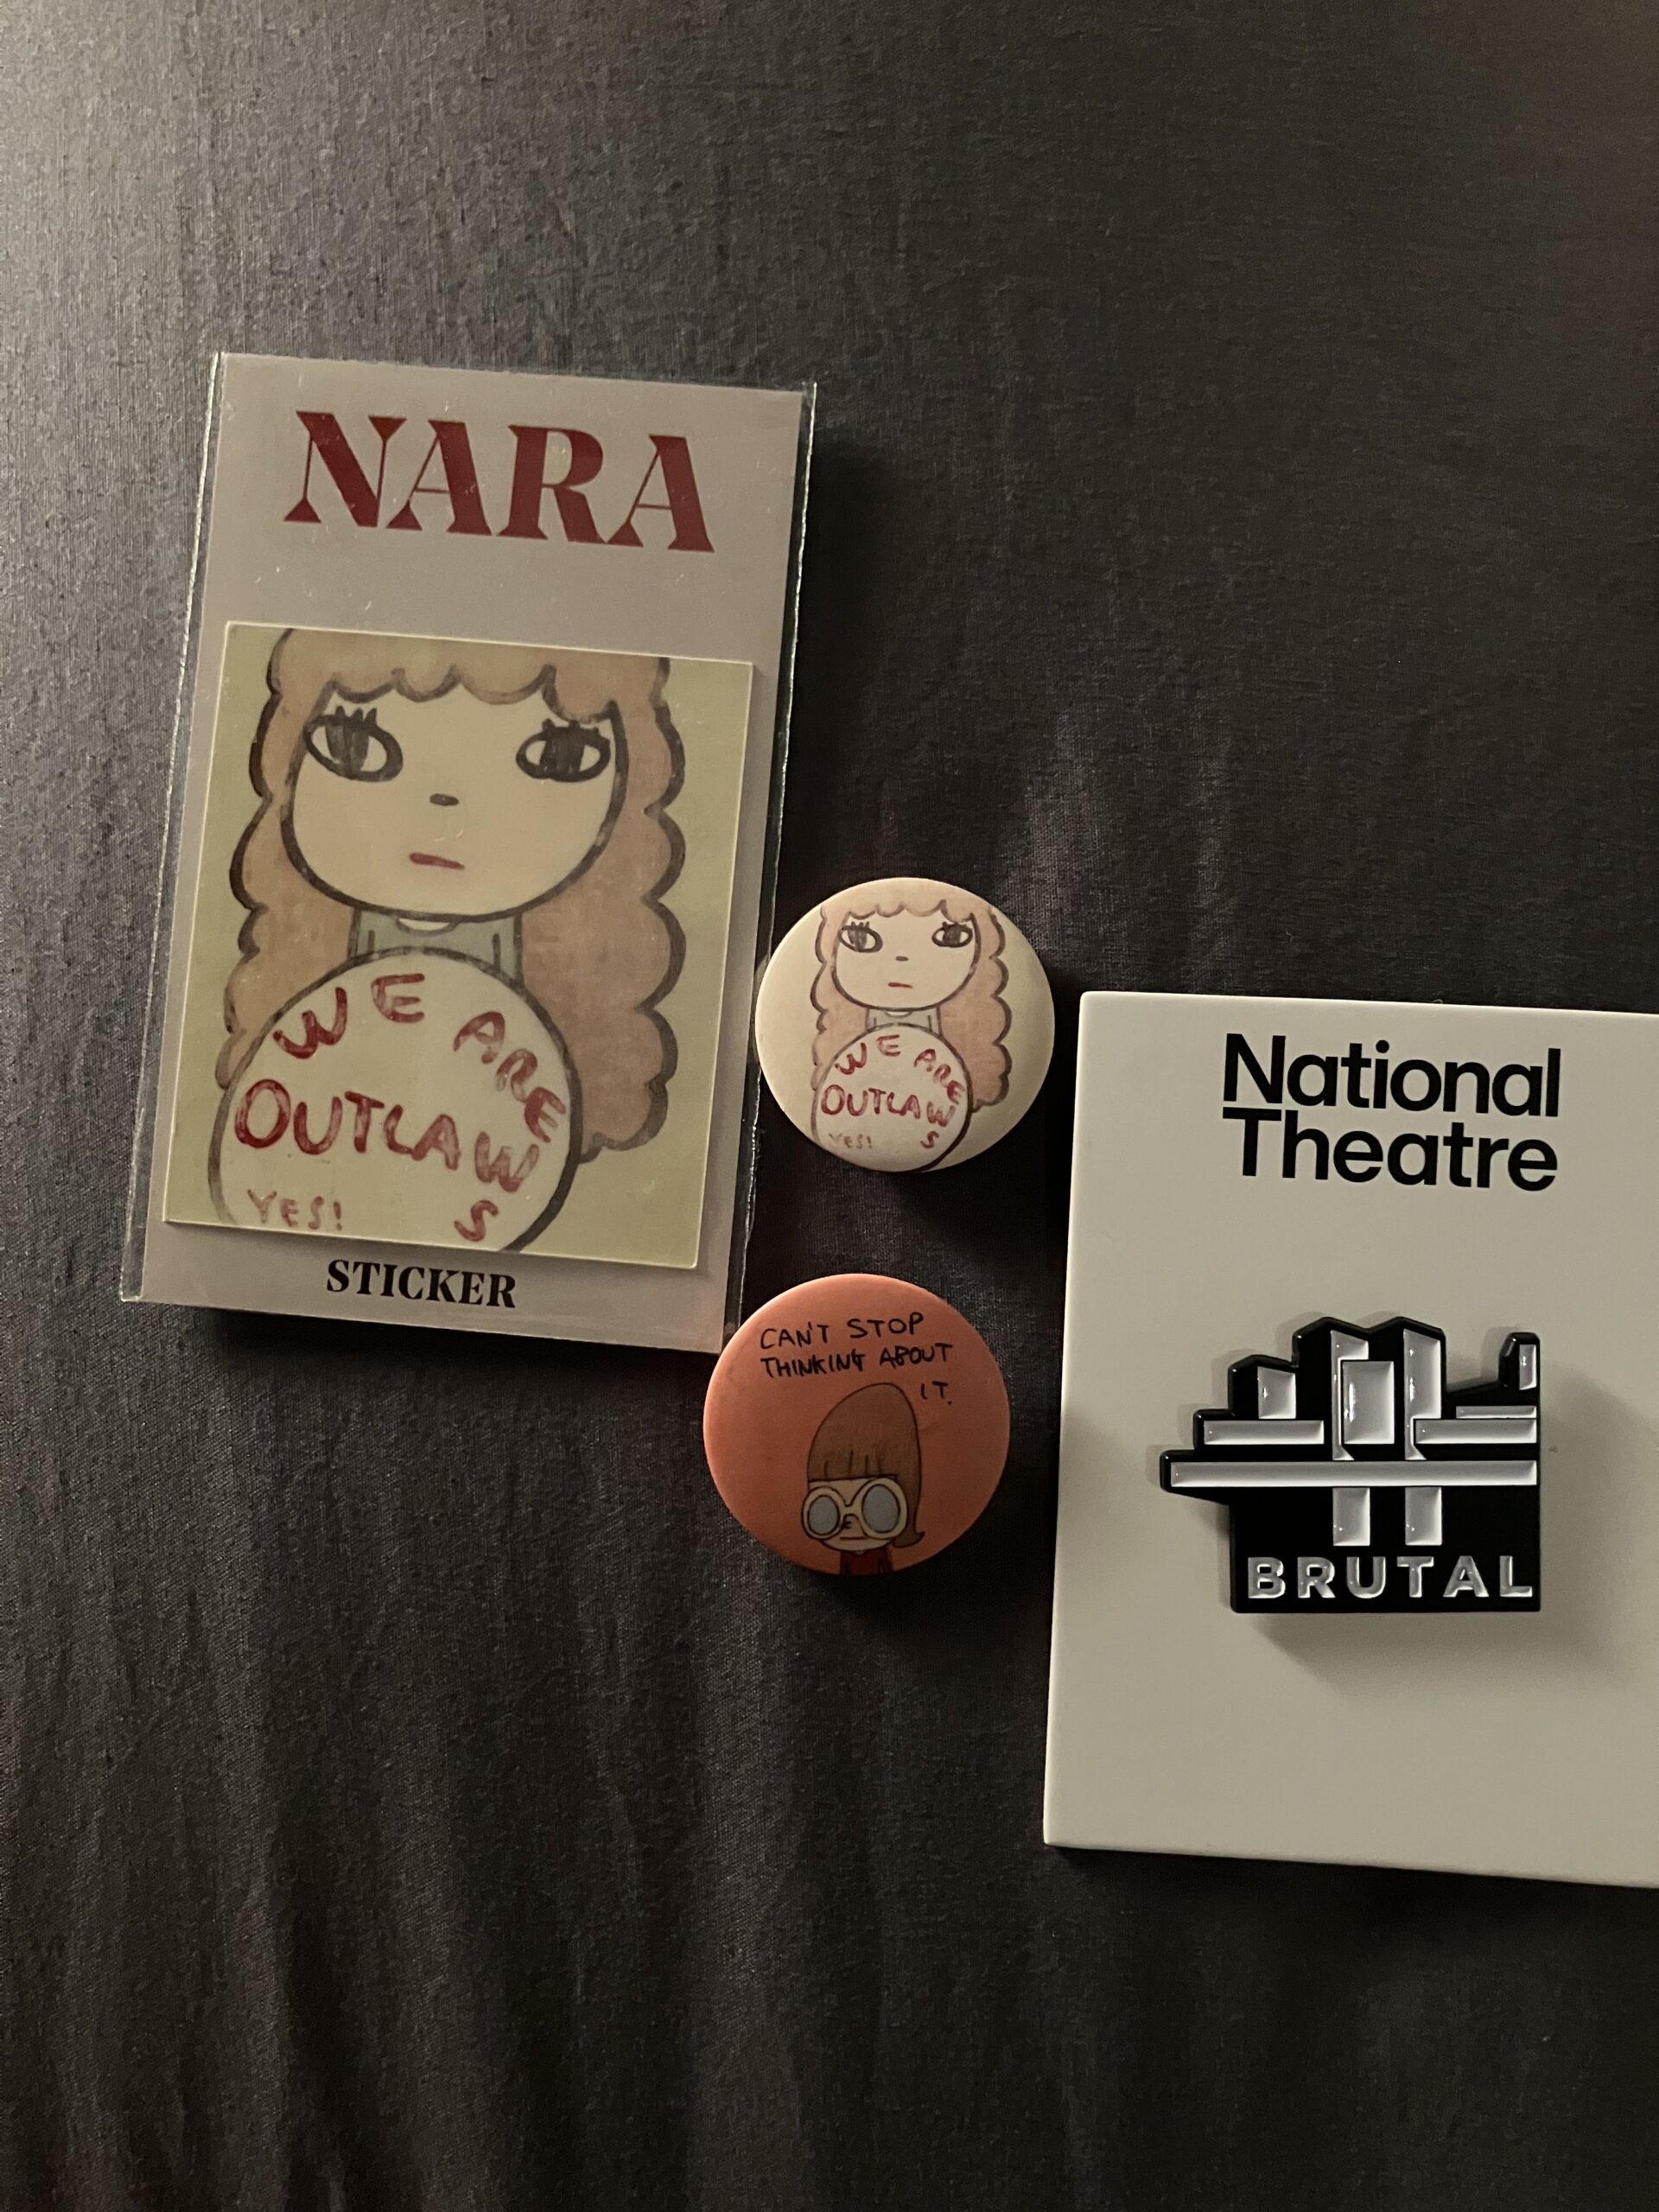 NARA
WE ARE
OUTLAWS
YES!
STICKER
WE ARE
OUTLAWS
YES!
CAN'T STOP
THINKING ABOUT
IT.
National
Theatre
BRUTAL